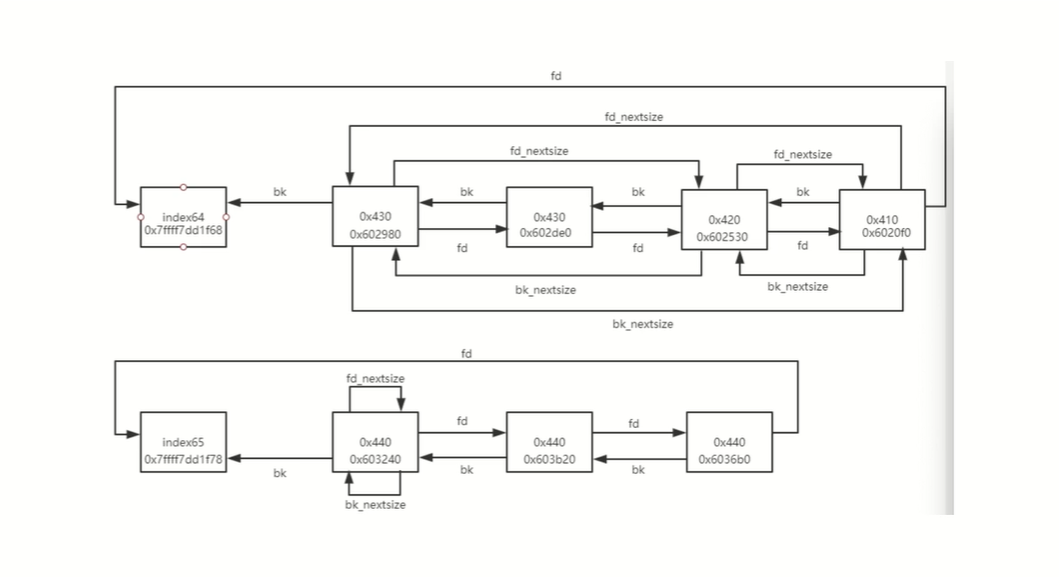 fd
fd_nextsize
fd_nextsize
fd_nextsize
bk
bk
bk
bk
index64
0x7ffff7dd1f68
0x430
0x602980
0x430
0x602de0
0x420
0x602530
0x410
0x6020f0
fd
fd
fd
bk_nextsize
bk_nextsize
bk_nextsize
fd
fd_nextsize
fd
fd
index65
0x7ffff7dd1f78
0x440
0x603240
0x440
0x603b20
0x440
0x6036b0
bk
bk
bk
bk_nextsize